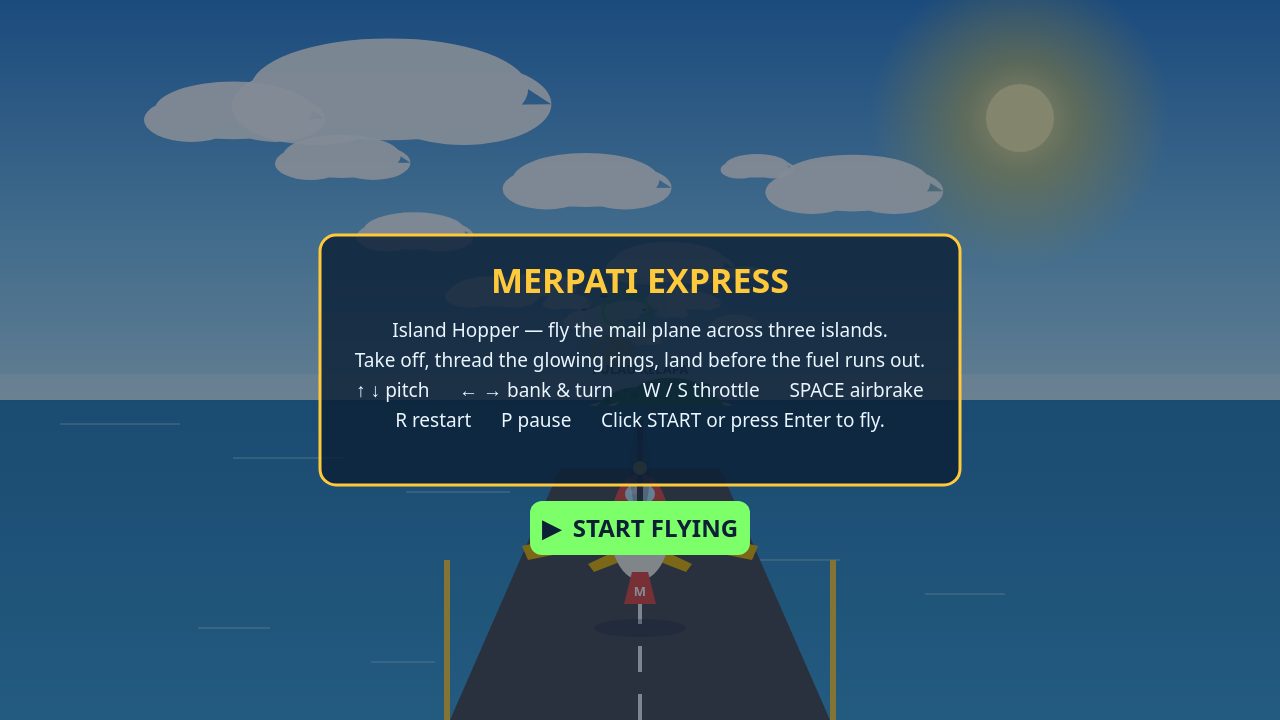 MERPATI EXPRESS
Island Hopper — fly the mail plane across three islands.
Take off, thread the glowing rings, land before the fuel runs out.
↑ ↓ pitch ← → bank & turn W / S throttle SPACE airbrake
R restart P pause Click START or press Enter to fly.
▶ START FLYING
M